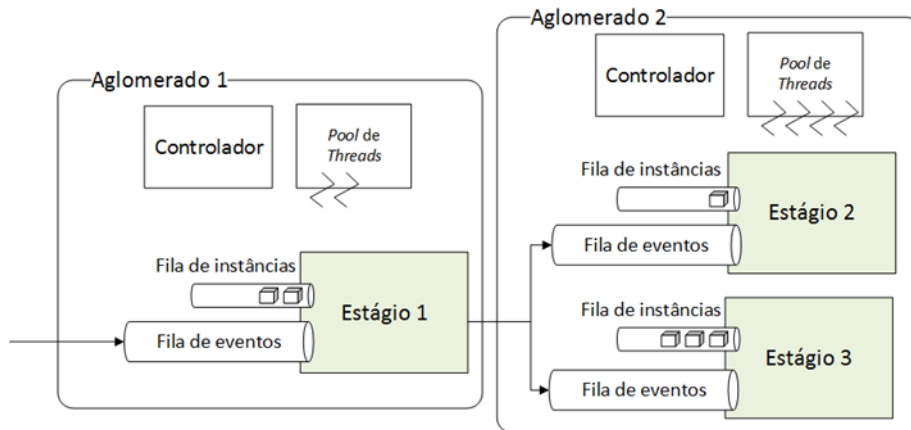 Aglomerado 1
Controlador
Pool de
Threads
Fila de instâncias
Estágio 1
Fila de eventos
Aglomerado 2
Controlador
Pool de
Threads
Fila de instâncias
Estágio 2
Fila de eventos
Fila de instâncias
Estágio 3
Fila de eventos